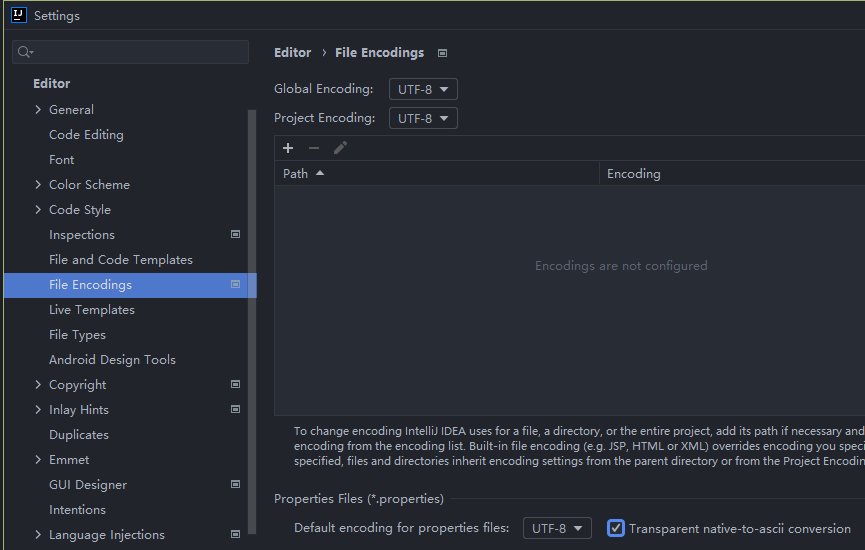 Settings
Editor
General
Code Editing
Font
Color Scheme
Code Style
Inspections
File and Code Templates
File Encodings
Live Templates
File Types
Android Design Tools
Copyright
Inlay Hints
Duplicates
Emmet
GUI Designer
Intentions
Language Injections
Editor › File Encodings
Global Encoding: UTF-8
Project Encoding: UTF-8
Path Encoding
Encodings are not configured
To change encoding IntelliJ IDEA uses for a file, a directory, or the entire project, add its path if necessary and
encoding from the encoding list. Built-in file encoding (e.g. JSP, HTML or XML) overrides encoding you speci
specified, files and directories inherit encoding settings from the parent directory or from the Project Encodin
Properties Files (*.properties)
Default encoding for properties files: UTF-8 Transparent native-to-ascii conversion